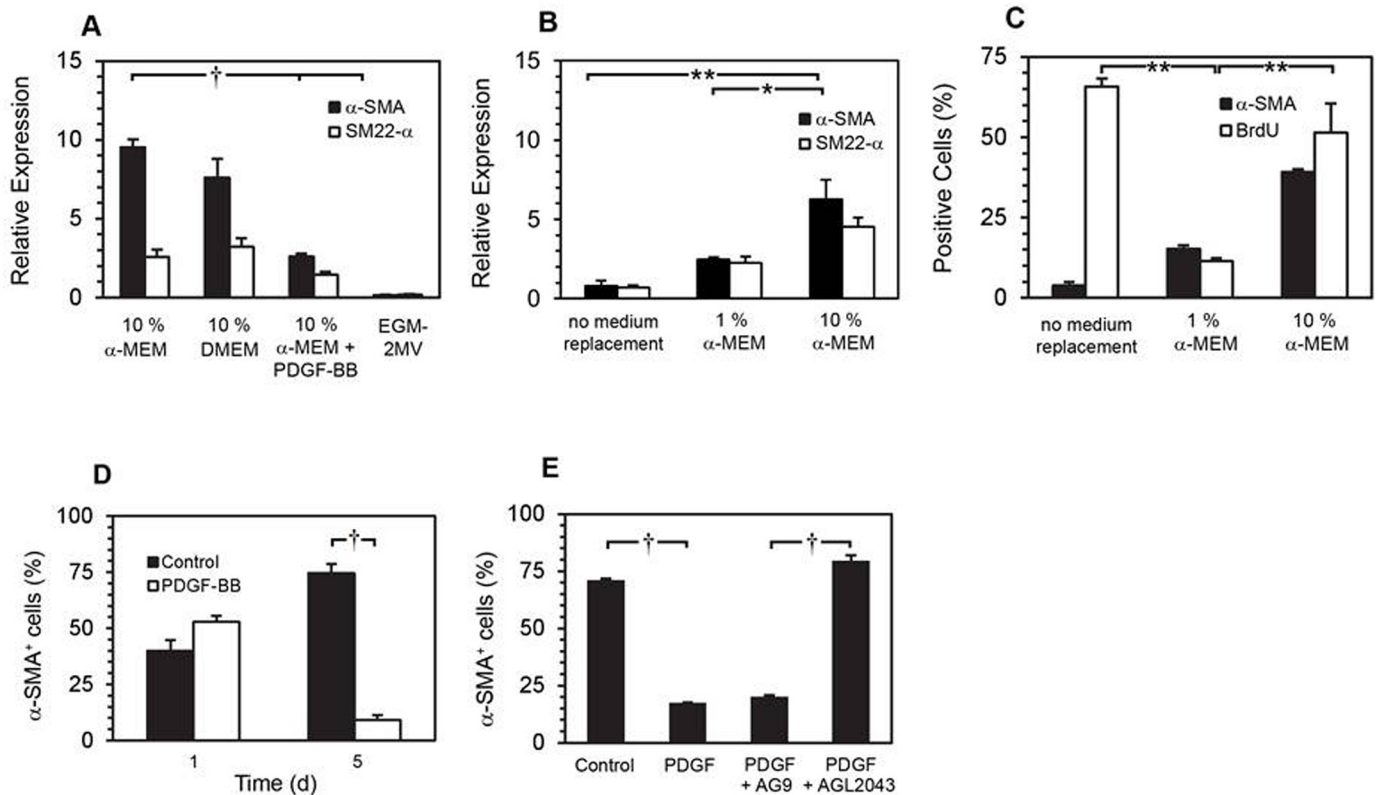 A
Relative Expression
15
10
5
0
†
α-SMA
SM22-α
10 %
α-MEM
10 %
DMEM
10 %
α-MEM +
PDGF-BB
EGM-
2MV
B
Relative Expression
15
10
5
0
**
*
α-SMA
SM22-α
no medium
replacement
1 %
α-MEM
10 %
α-MEM
C
Positive Cells (%)
75
50
25
0
**
**
α-SMA
BrdU
no medium
replacement
1 %
α-MEM
10 %
α-MEM
D
α-SMA⁺ cells (%)
100
75
50
25
0
†
Control
PDGF-BB
1
5
Time (d)
E
α-SMA⁺ cells (%)
100
75
50
25
0
†
†
Control
PDGF
PDGF
+ AG9
PDGF
+ AGL2043